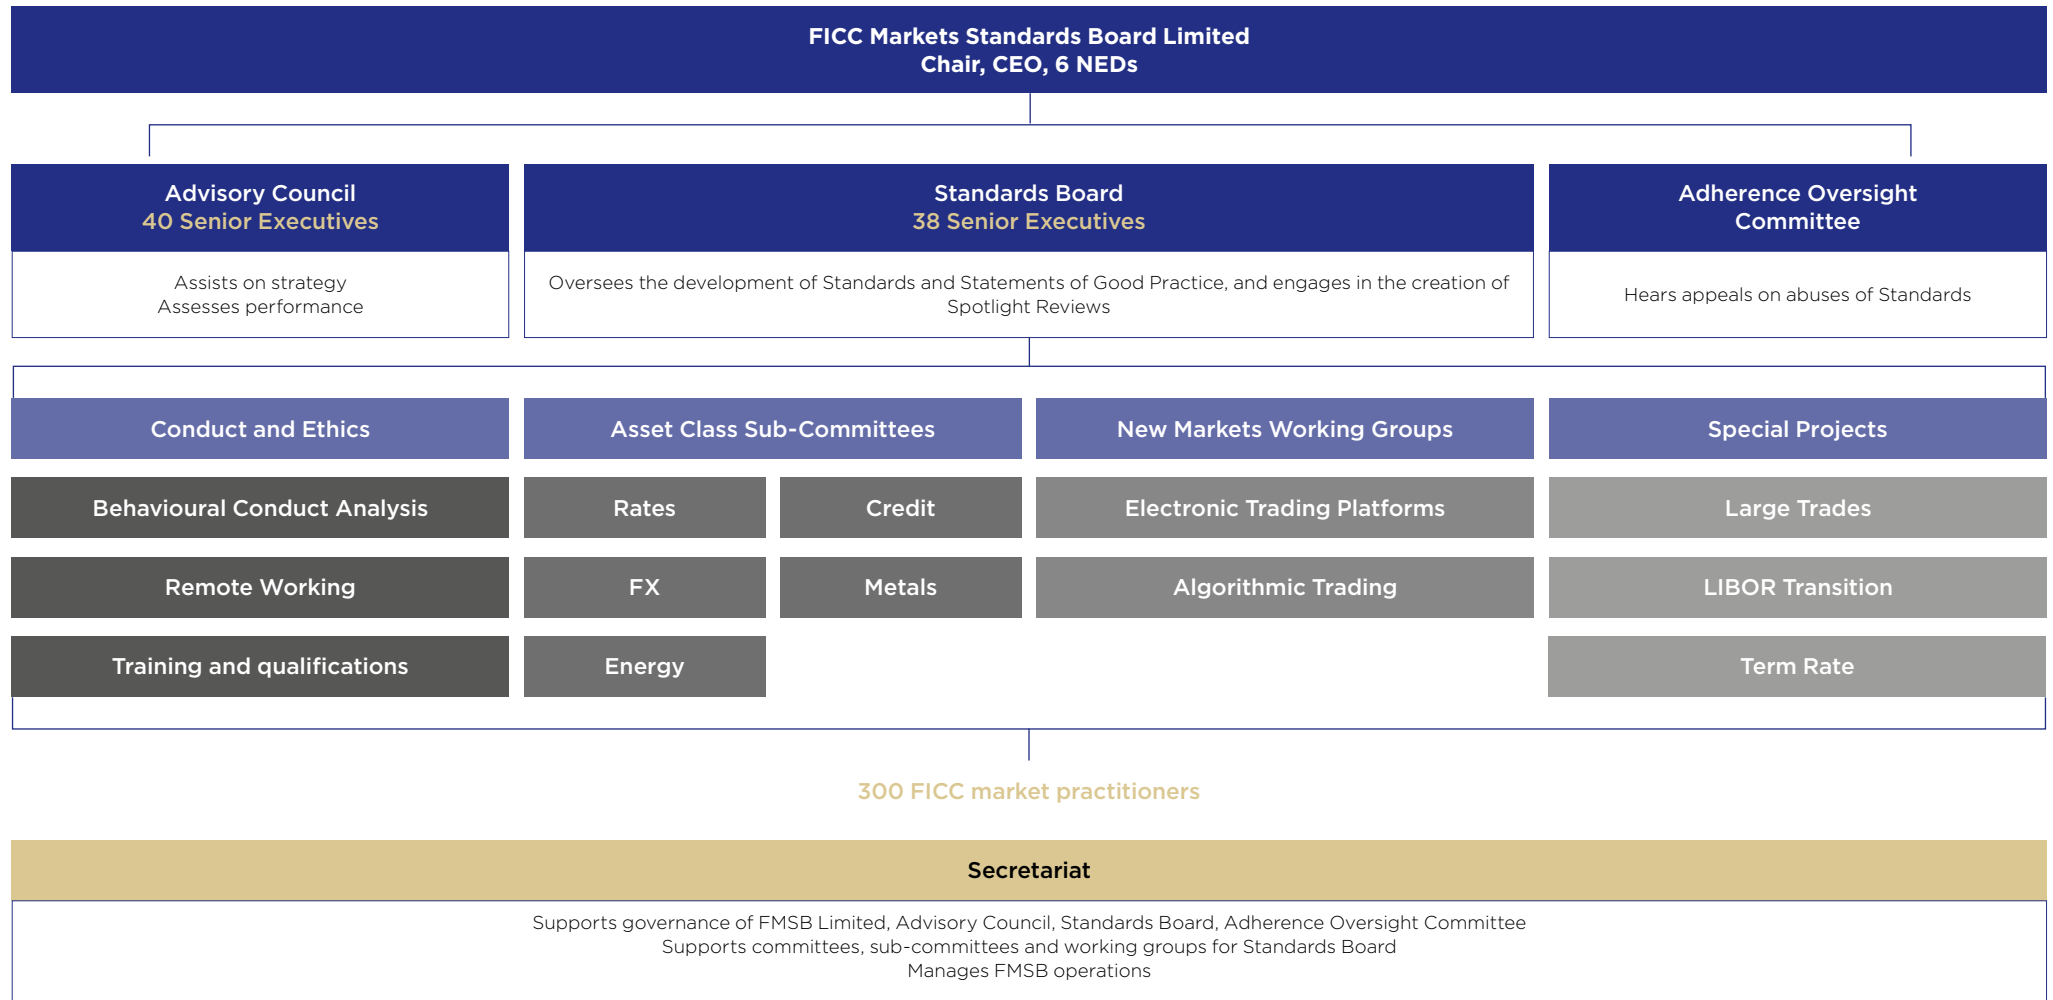 FICC Markets Standards Board Limited
Chair, CEO, 6 NEDs
Advisory Council
40 Senior Executives
Assists on strategy
Assesses performance
Standards Board
38 Senior Executives
Oversees the development of Standards and Statements of Good Practice, and engages in the creation of
Spotlight Reviews
Adherence Oversight
Committee
Hears appeals on abuses of Standards
Conduct and Ethics
Behavioural Conduct Analysis
Remote Working
Training and qualifications
Asset Class Sub-Committees
Rates
Credit
FX
Metals
Energy
New Markets Working Groups
Electronic Trading Platforms
Algorithmic Trading
Special Projects
Large Trades
LIBOR Transition
Term Rate
300 FICC market practitioners
Secretariat
Supports governance of FMSB Limited, Advisory Council, Standards Board, Adherence Oversight Committee
Supports committees, sub-committees and working groups for Standards Board
Manages FMSB operations